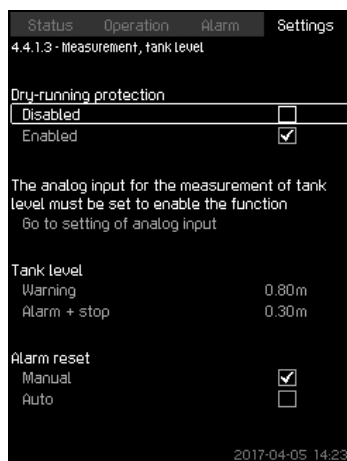 Status Operation Alarm Settings
4.4.1.3 - Measurement, tank level
Dry-running protection
Disabled
Enabled
The analog input for the measurement of tank
level must be set to enable the function
Go to setting of analog input
Tank level
Warning 0.80m
Alarm + stop 0.30m
Alarm reset
Manual
Auto
2017-04-05 14:23